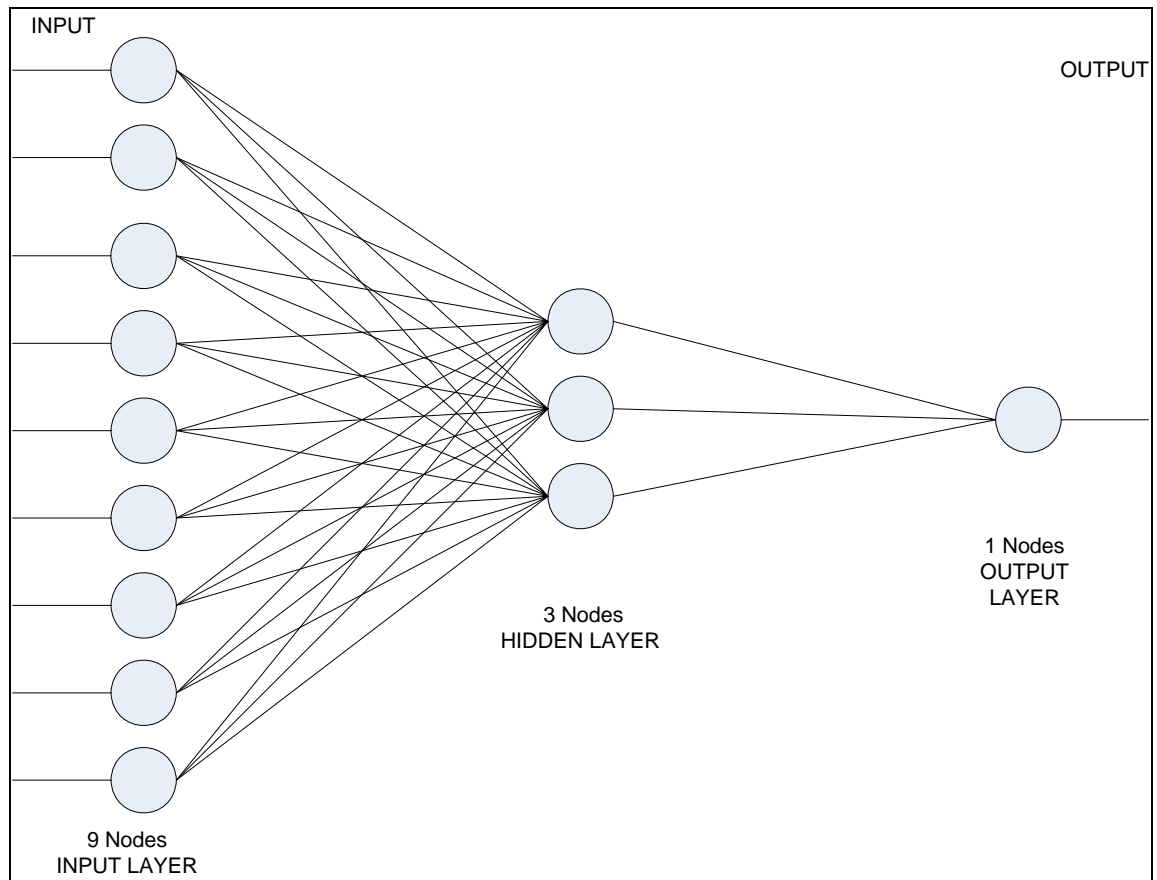 INPUT
OUTPUT
1 Nodes
OUTPUT
LAYER
3 Nodes
HIDDEN LAYER
9 Nodes
INPUT LAYER